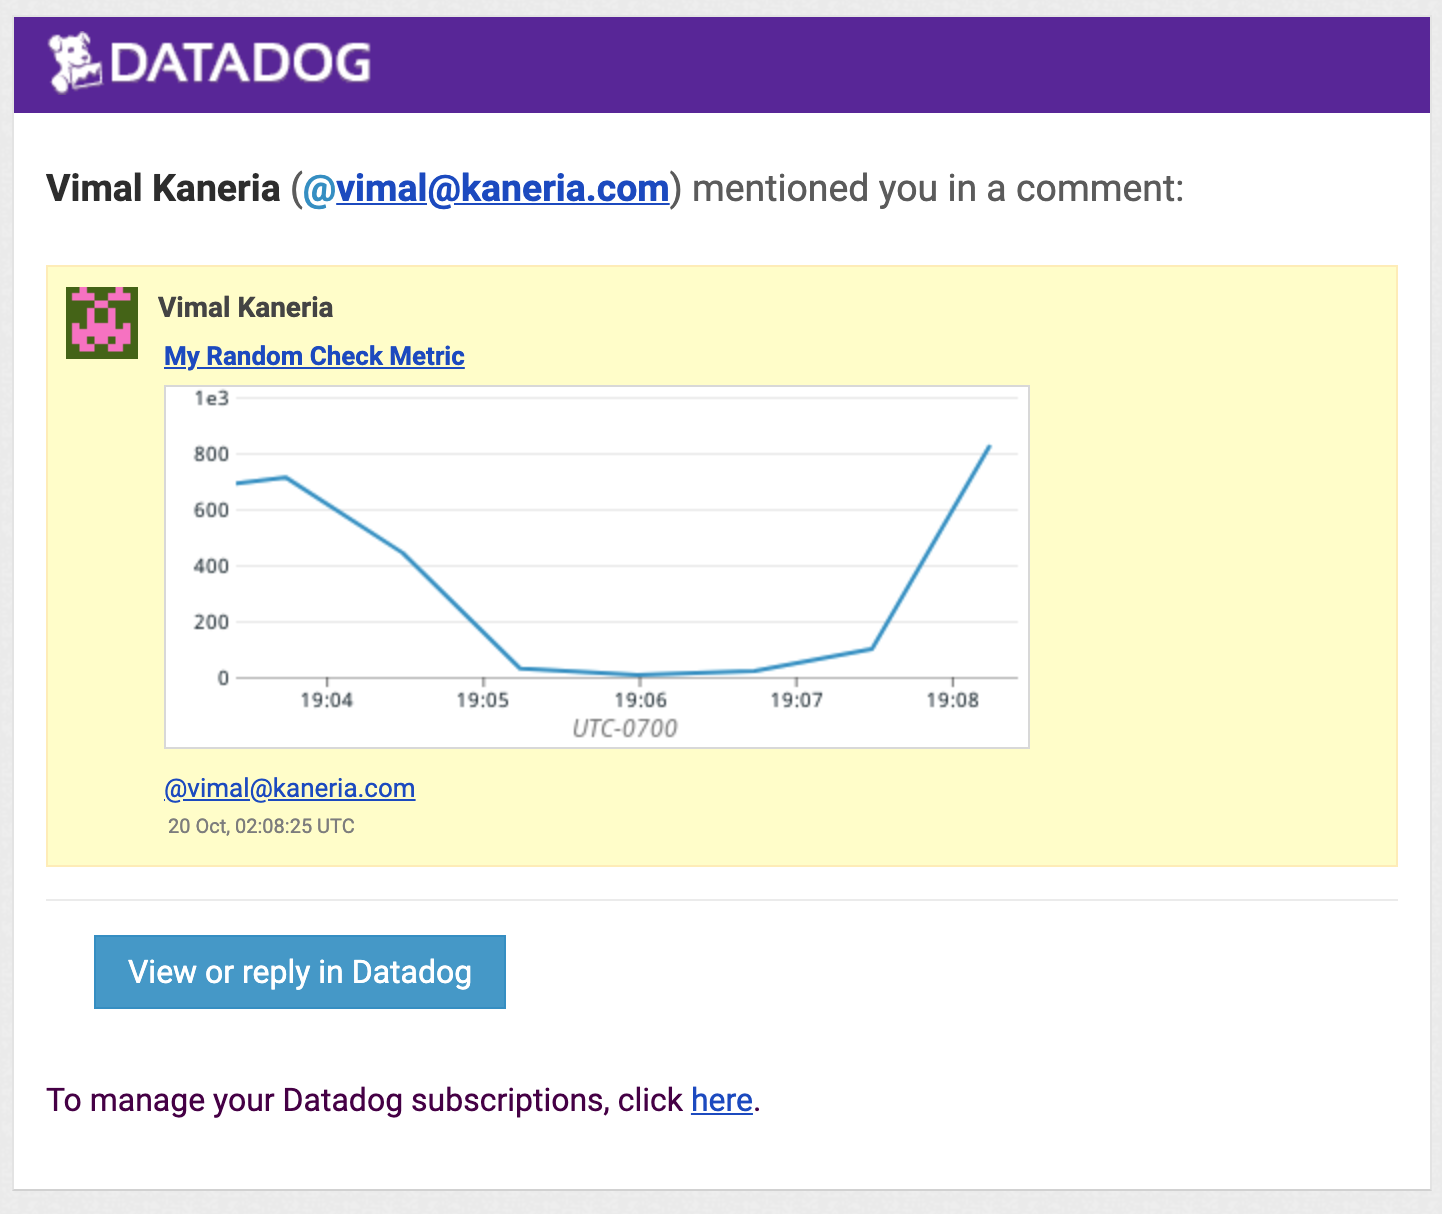 DATADOG
Vimal Kaneria (@vimal@kaneria.com) mentioned you in a comment:
Vimal Kaneria
My Random Check Metric
1e3
800
600
400
200
0
19:04 19:05 19:06 19:07 19:08
UTC-0700
@vimal@kaneria.com
20 Oct, 02:08:25 UTC
View or reply in Datadog
To manage your Datadog subscriptions, click here.